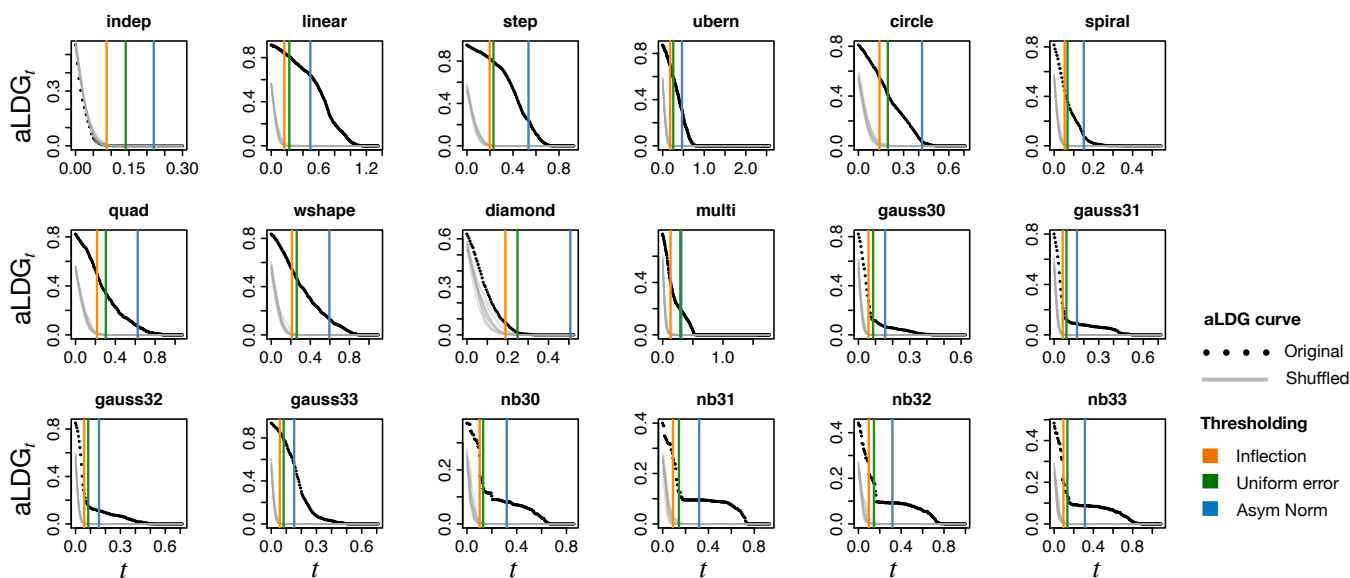 indep linear step ubern circle spiral
aLDG_t
0.0 0.3
0.00 0.15 0.30
0.0 0.4 0.8
0.0 0.6 1.2
0.0 0.4 0.8
0.0 0.4 0.8
0.0 0.4 0.8
0.0 1.0 2.0
0.0 0.4 0.8
0.0 0.3 0.6
0.0 0.4 0.8
0.0 0.2 0.4
quad wshape diamond multi gauss30 gauss31
aLDG_t
0.0 0.4 0.8
0.0 0.4 0.8
0.0 0.4 0.8
0.0 0.4 0.8
0.0 0.3 0.6
0.0 0.2 0.4
0.0 0.4
0.0 1.0
0.0 0.4 0.8
0.0 0.3 0.6
0.0 0.4 0.8
0.0 0.3 0.6
gauss32 gauss33 nb30 nb31 nb32 nb33
aLDG_t
0.0 0.4 0.8
0.0 0.3 0.6
0.0 0.4 0.8
0.0 0.3 0.6
0.0 0.2
0.0 0.4 0.8
0.0 0.2 0.4
0.0 0.4 0.8
0.0 0.2 0.4
0.0 0.4 0.8
0.0 0.2 0.4
0.0 0.4 0.8
t t t t t t
aLDG curve
Original
Shuffled
Thresholding
Inflection
Uniform error
Asym Norm